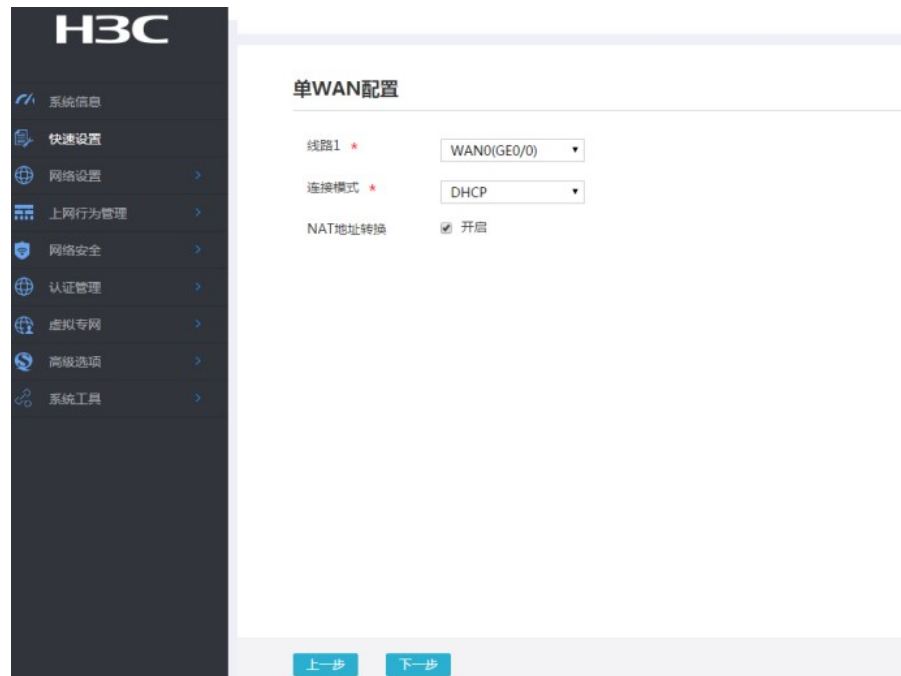 H3C
系统信息
快速设置
网络设置
上网行为管理
网络安全
认证管理
虚拟专网
高级选项
系统工具
单WAN配置
线路1 * WAN0(GE0/0)
连接模式 * DHCP
NAT地址转换 开启
上一步 下一步